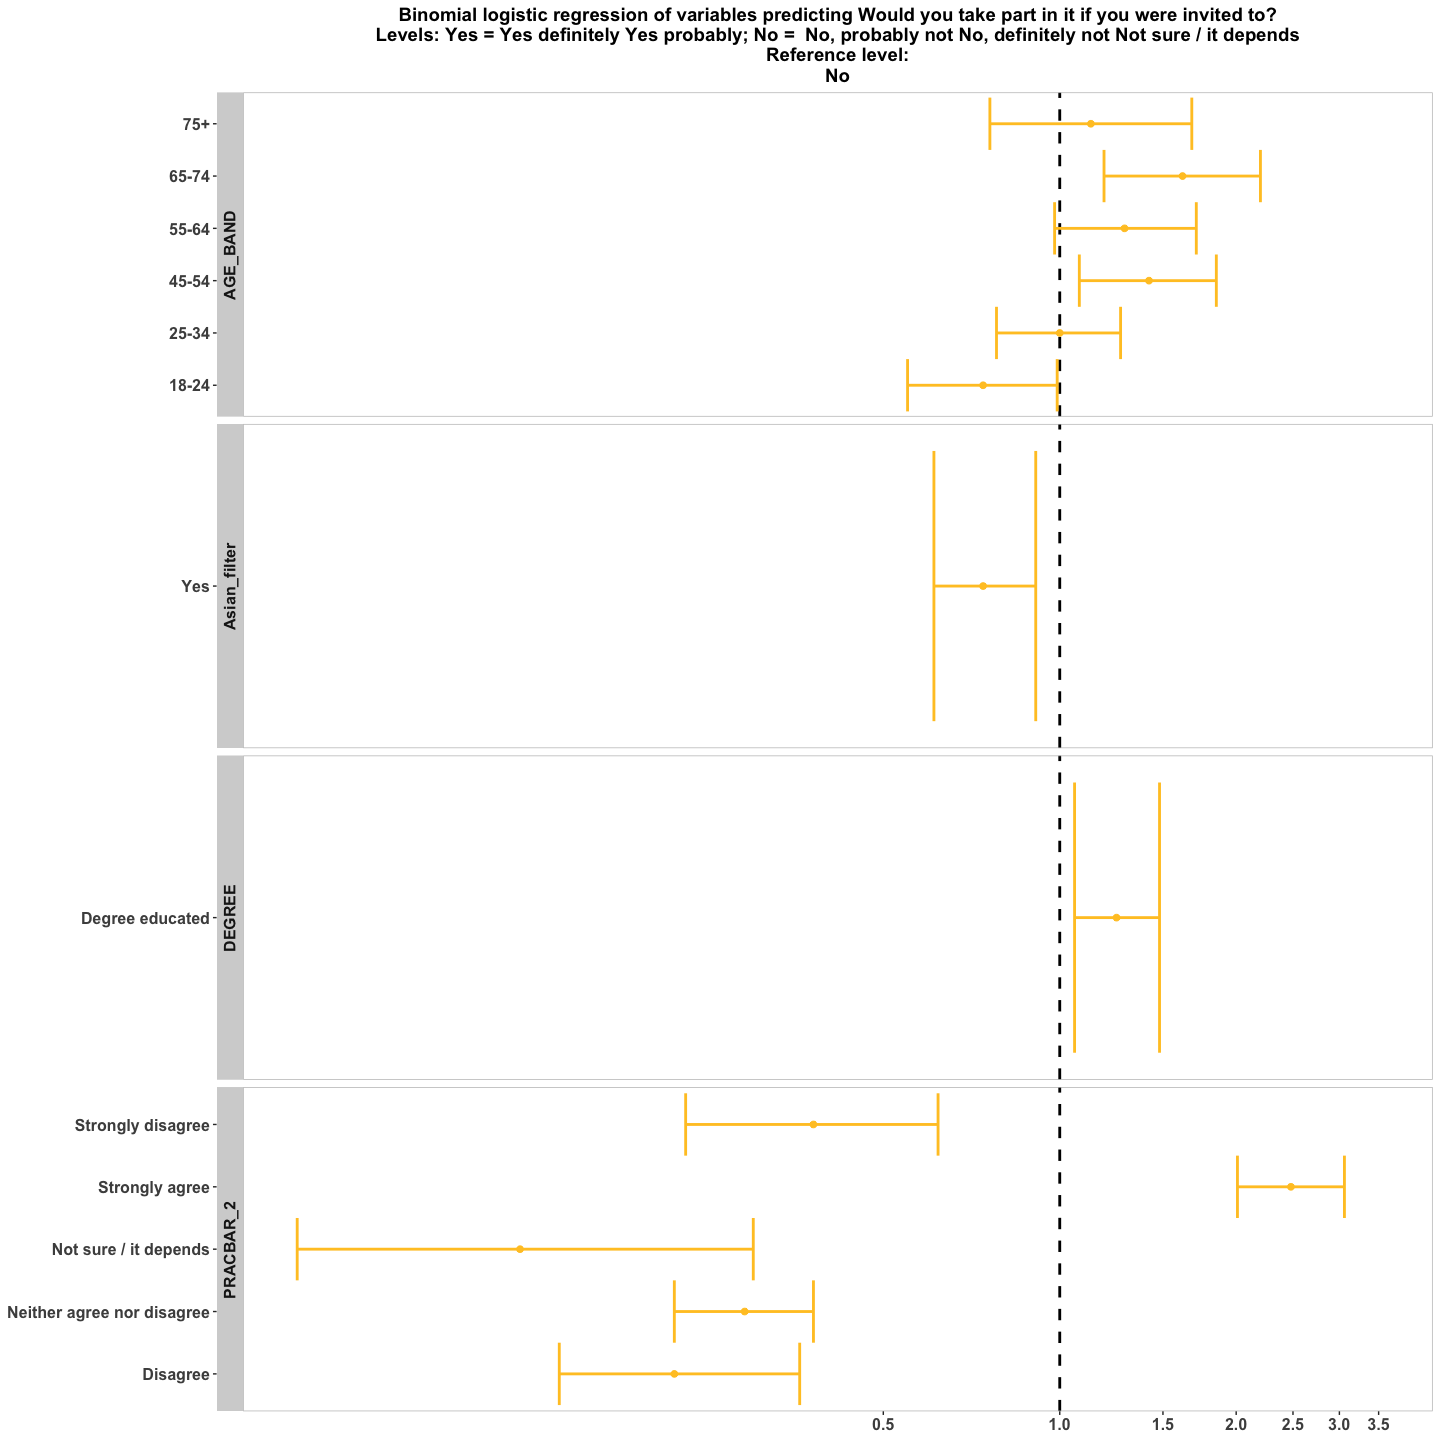 Binomial logistic regression of variables predicting Would you take part in it if you were invited to?
Levels: Yes = Yes definitely Yes probably; No =  No, probably not No, definitely not Not sure / it depends
Reference level:
No
AGE_BAND
75+
65-74
55-64
45-54
25-34
18-24
Asian_filter
Yes
DEGREE
Degree educated
PRACBAR_2
Strongly disagree
Strongly agree
Not sure / it depends
Neither agree nor disagree
Disagree
0.5 1.0 1.5 2.0 2.5 3.0 3.5